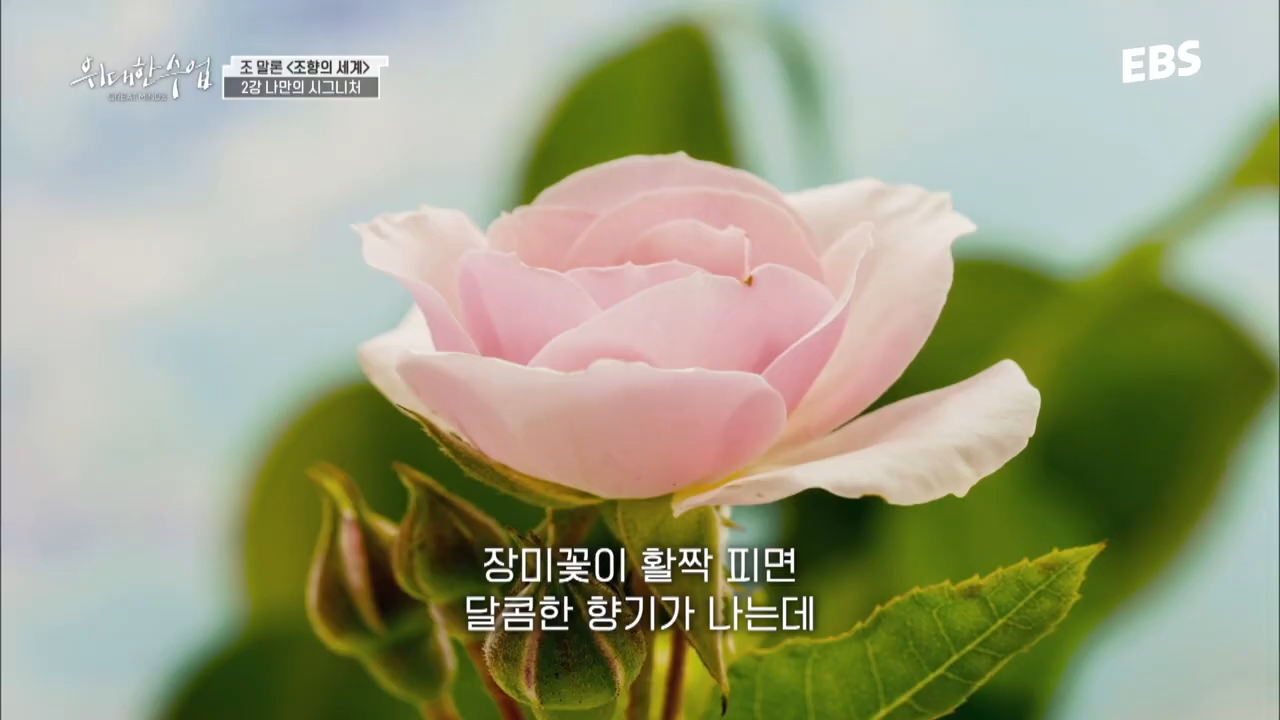 위대한 수업
GREAT MINDS
조 말론 <조향의 세계>
2강 나만의 시그니처
EBS
장미꽃이 활짝 피면
달콤한 향기가 나는데